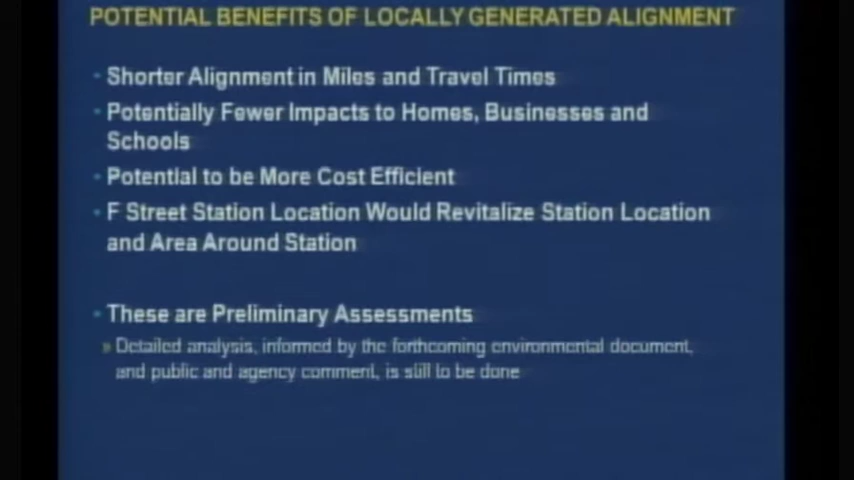 POTENTIAL BENEFITS OF LOCALLY GENERATED ALIGNMENT
• Shorter Alignment in Miles and Travel Times
• Potentially Fewer Impacts to Homes, Businesses and
Schools
• Potential to be More Cost Efficient
• F Street Station Location Would Revitalize Station Location
and Area Around Station
• These are Preliminary Assessments
» Detailed analysis, informed by the forthcoming environmental document,
and public and agency comment, is still to be done